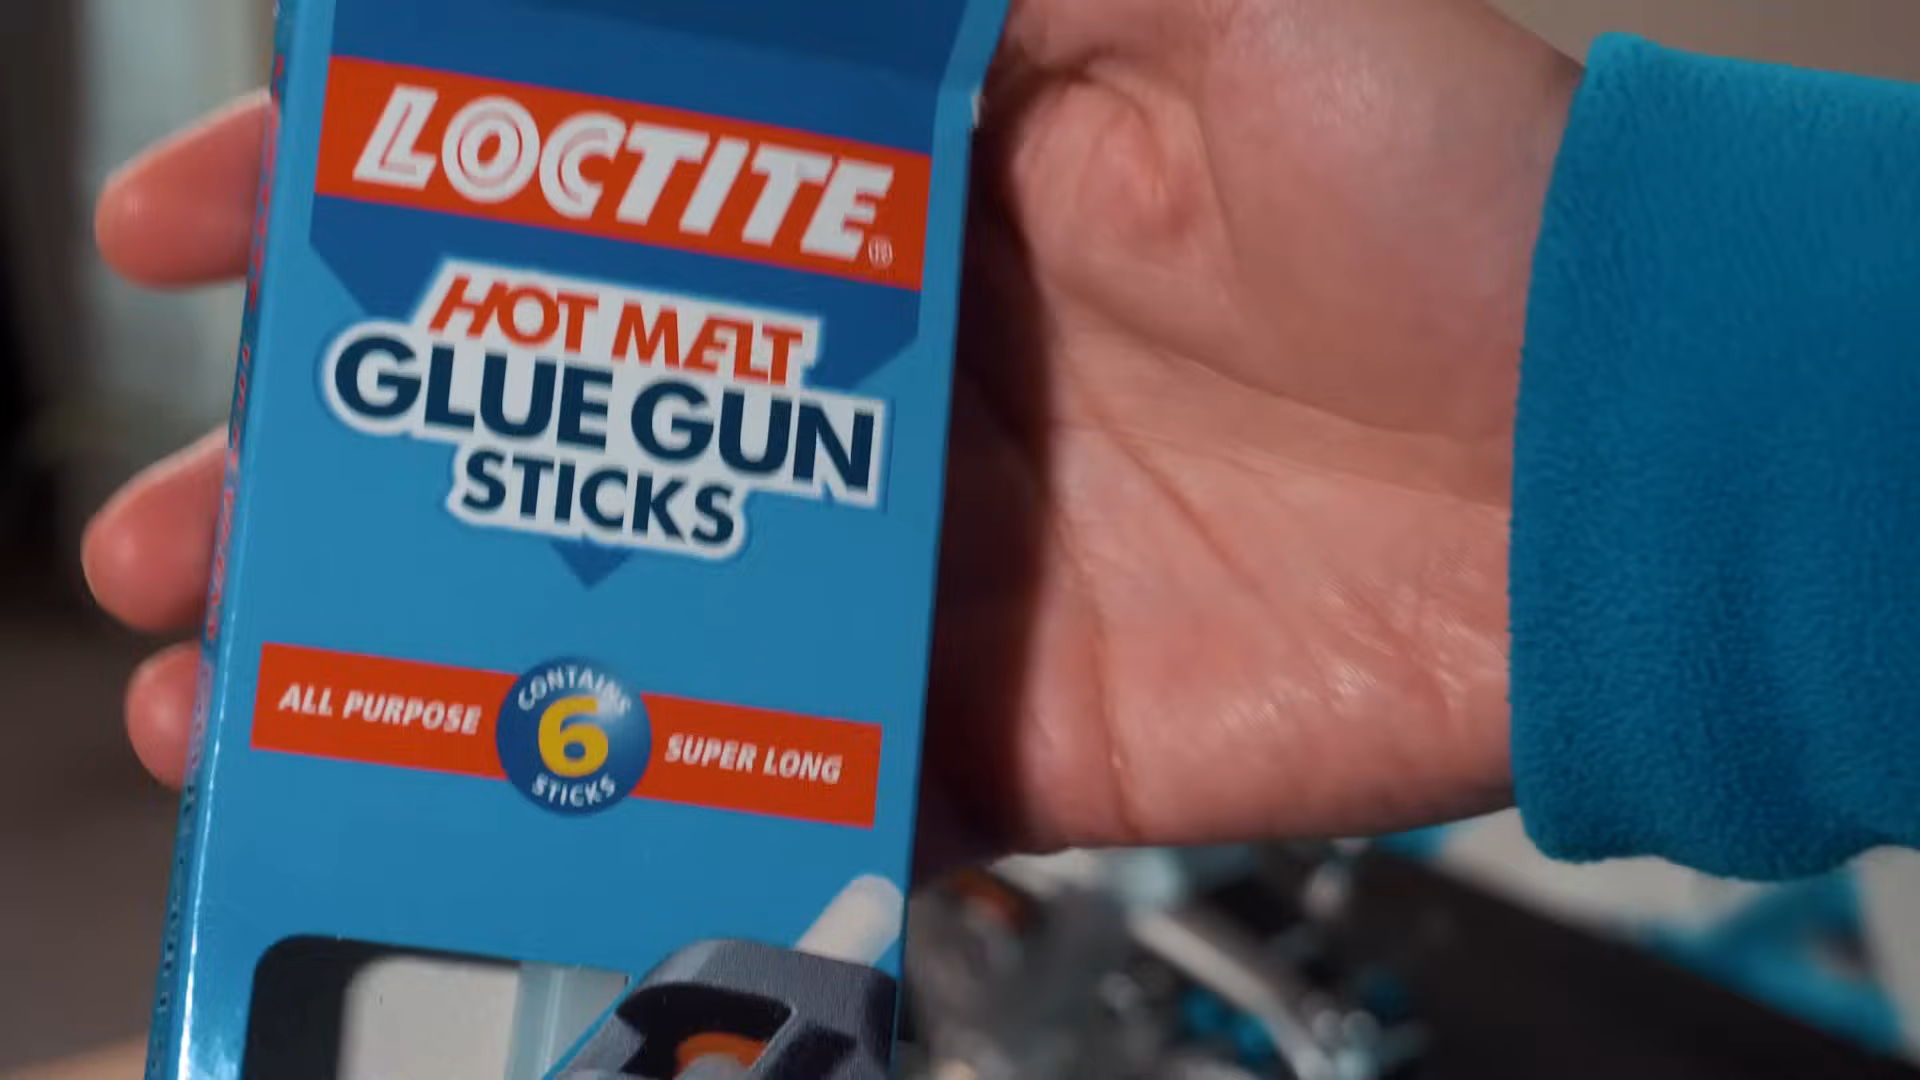 LOCTITE®
HOT MELT
GLUE GUN
STICKS
ALL PURPOSE
CONTAINS
6
STICKS
SUPER LONG